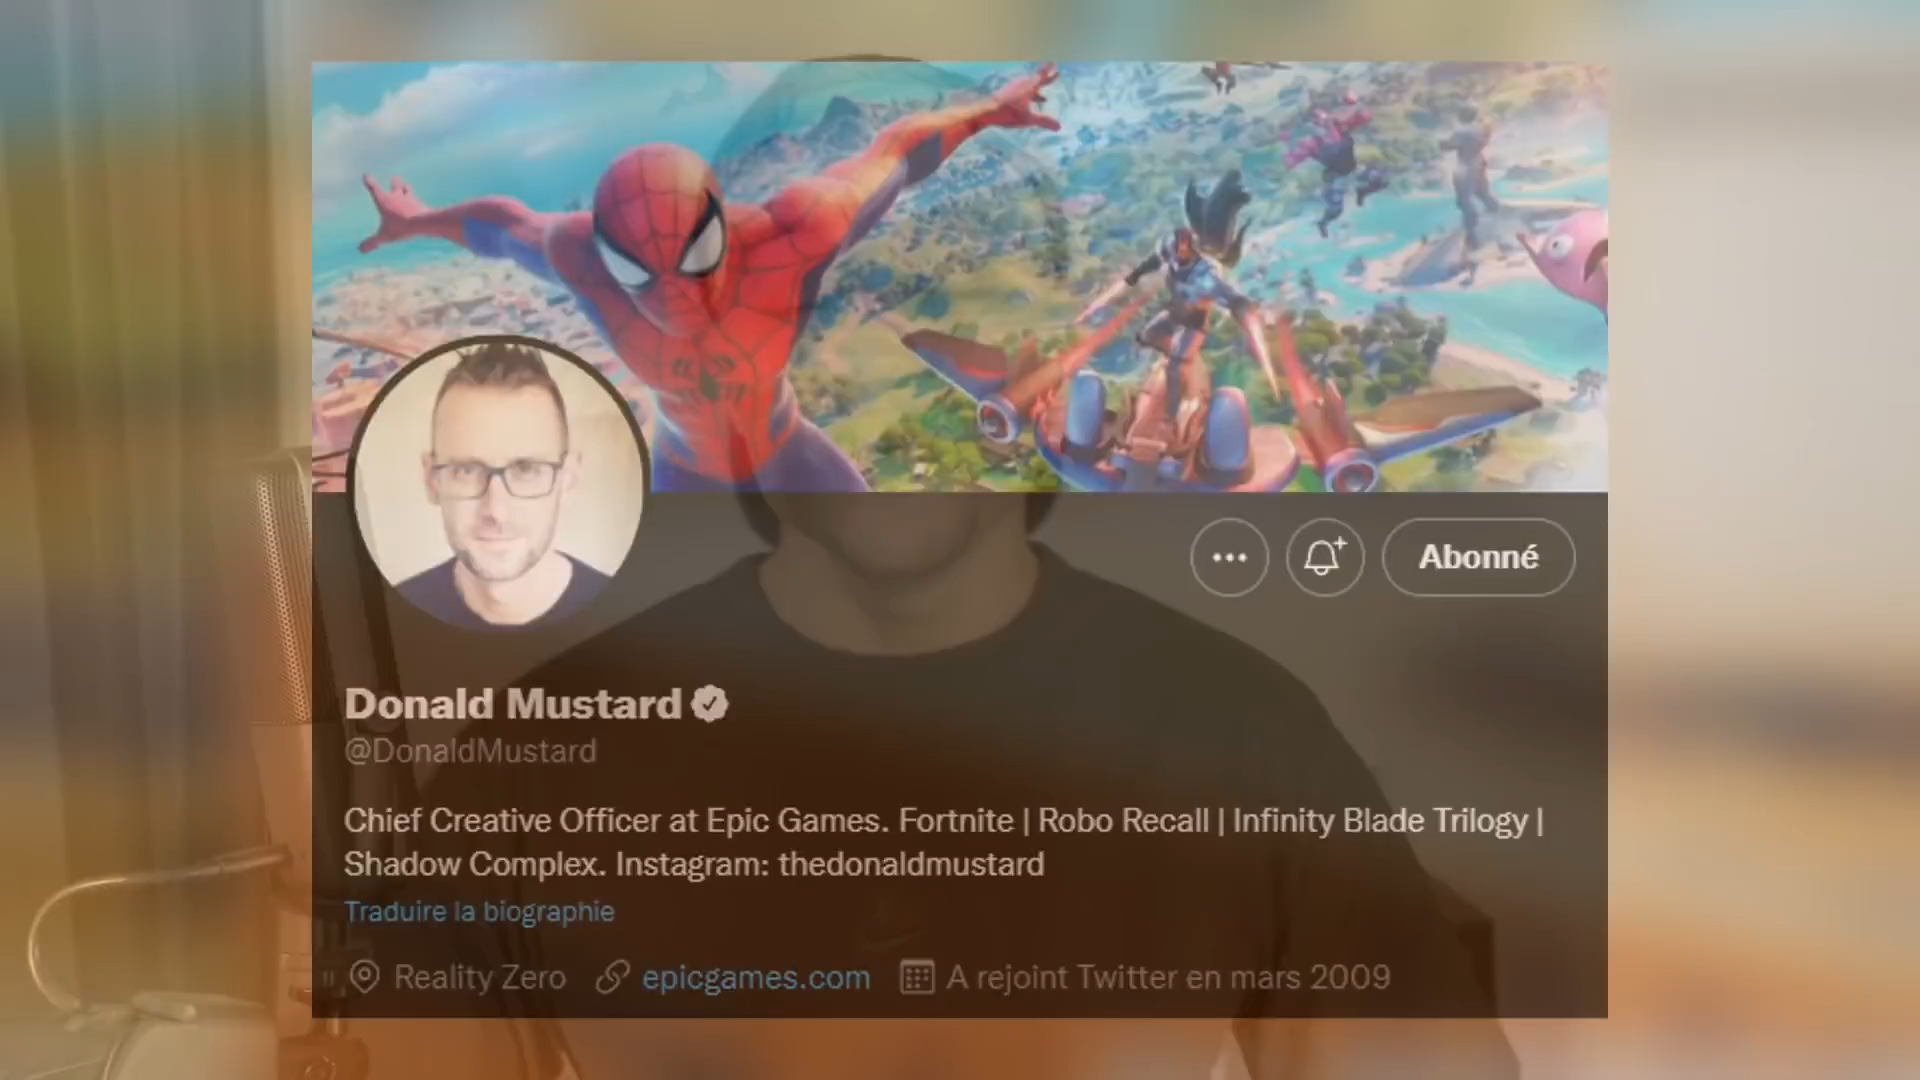 Abonné
Donald Mustard
@DonaldMustard
Chief Creative Officer at Epic Games. Fortnite | Robo Recall | Infinity Blade Trilogy |
Shadow Complex. Instagram: thedonaldmustard
Traduire la biographie
Reality Zero epicgames.com A rejoint Twitter en mars 2009